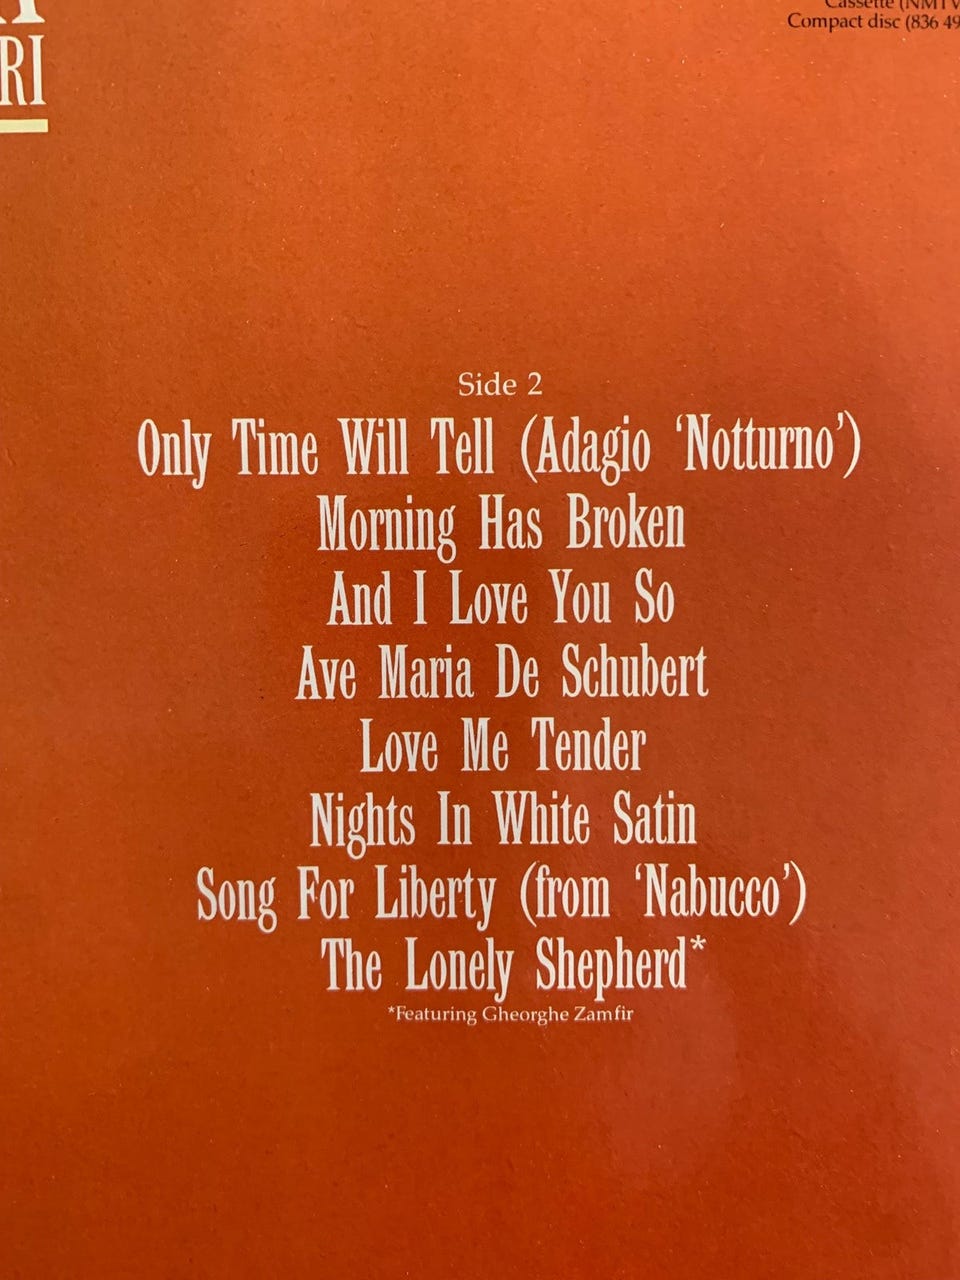 RI
Compact disc (836 49
Side 2
Only Time Will Tell (Adagio ‘Notturno’)
Morning Has Broken
And I Love You So
Ave Maria De Schubert
Love Me Tender
Nights In White Satin
Song For Liberty (from ‘Nabucco’)
The Lonely Shepherd*
*Featuring Gheorghe Zamfir